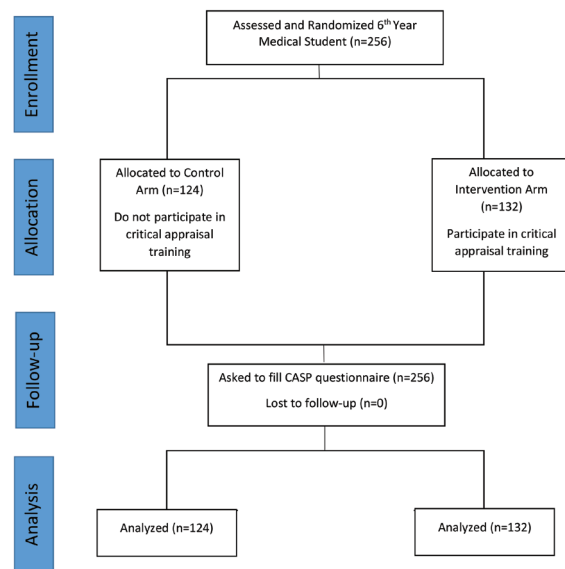 Enrollment
Assessed and Randomized 6th Year
Medical Student (n=256)
Allocation
Allocated to Control
Arm (n=124)
Do not participate in
critical appraisal
training
Allocated to
Intervention Arm
(n=132)
Participate in critical
appraisal training
Follow-up
Asked to fill CASP questionnaire (n=256)
Lost to follow-up (n=0)
Analysis
Analyzed (n=124)
Analyzed (n=132)